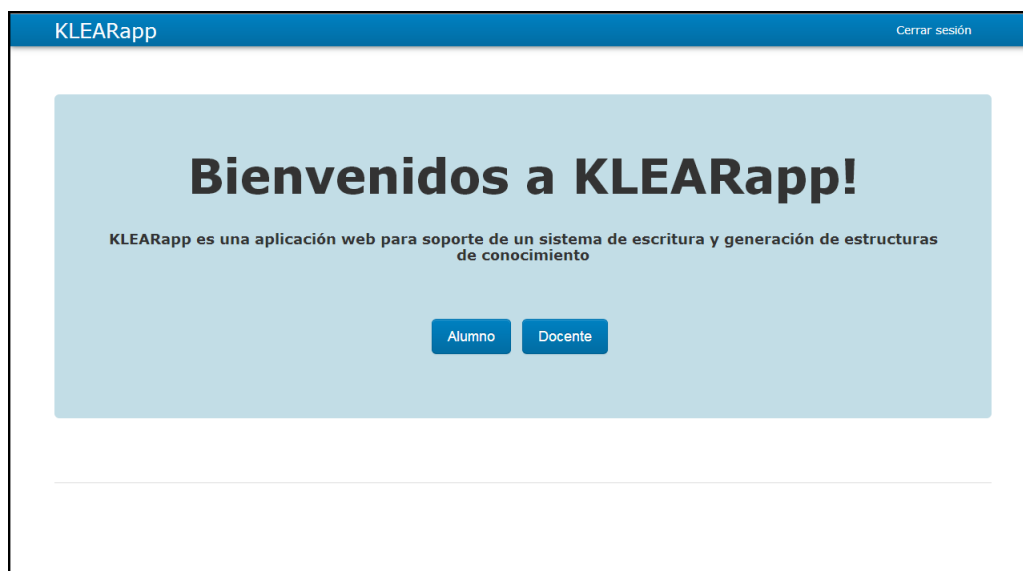 KLEARapp
Cerrar sesión
Bienvenidos a KLEARapp!
KLEARapp es una aplicación web para soporte de un sistema de escritura y generación de estructuras
de conocimiento
Alumno
Docente